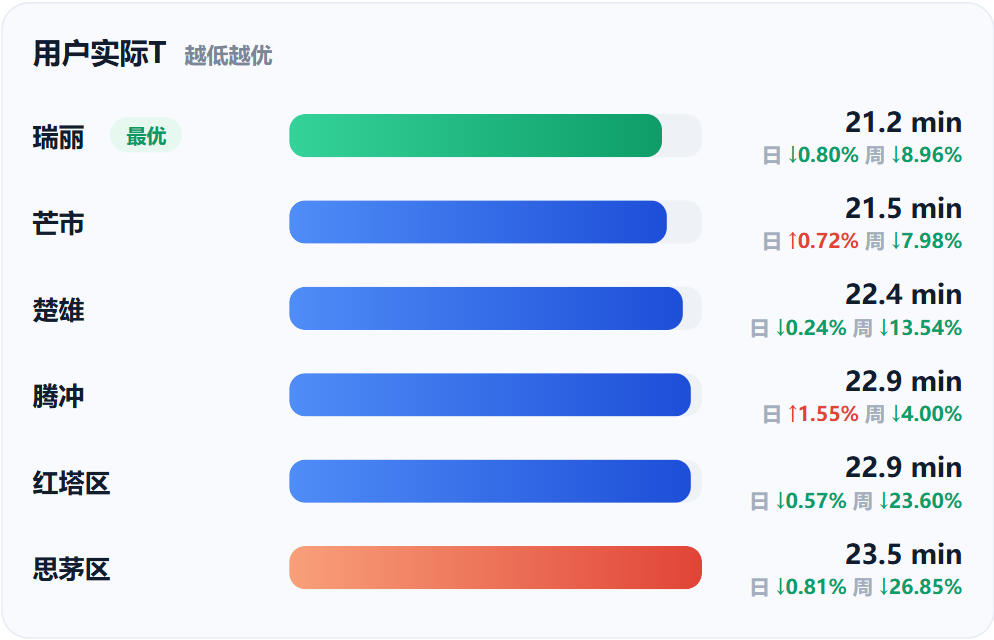 用户实际T 越低越优
瑞丽 最优 21.2 min
日 ↓0.80% 周 ↓8.96%
芒市 21.5 min
日 ↑0.72% 周 ↓7.98%
楚雄 22.4 min
日 ↓0.24% 周 ↓13.54%
腾冲 22.9 min
日 ↑1.55% 周 ↓4.00%
红塔区 22.9 min
日 ↓0.57% 周 ↓23.60%
思茅区 23.5 min
日 ↓0.81% 周 ↓26.85%